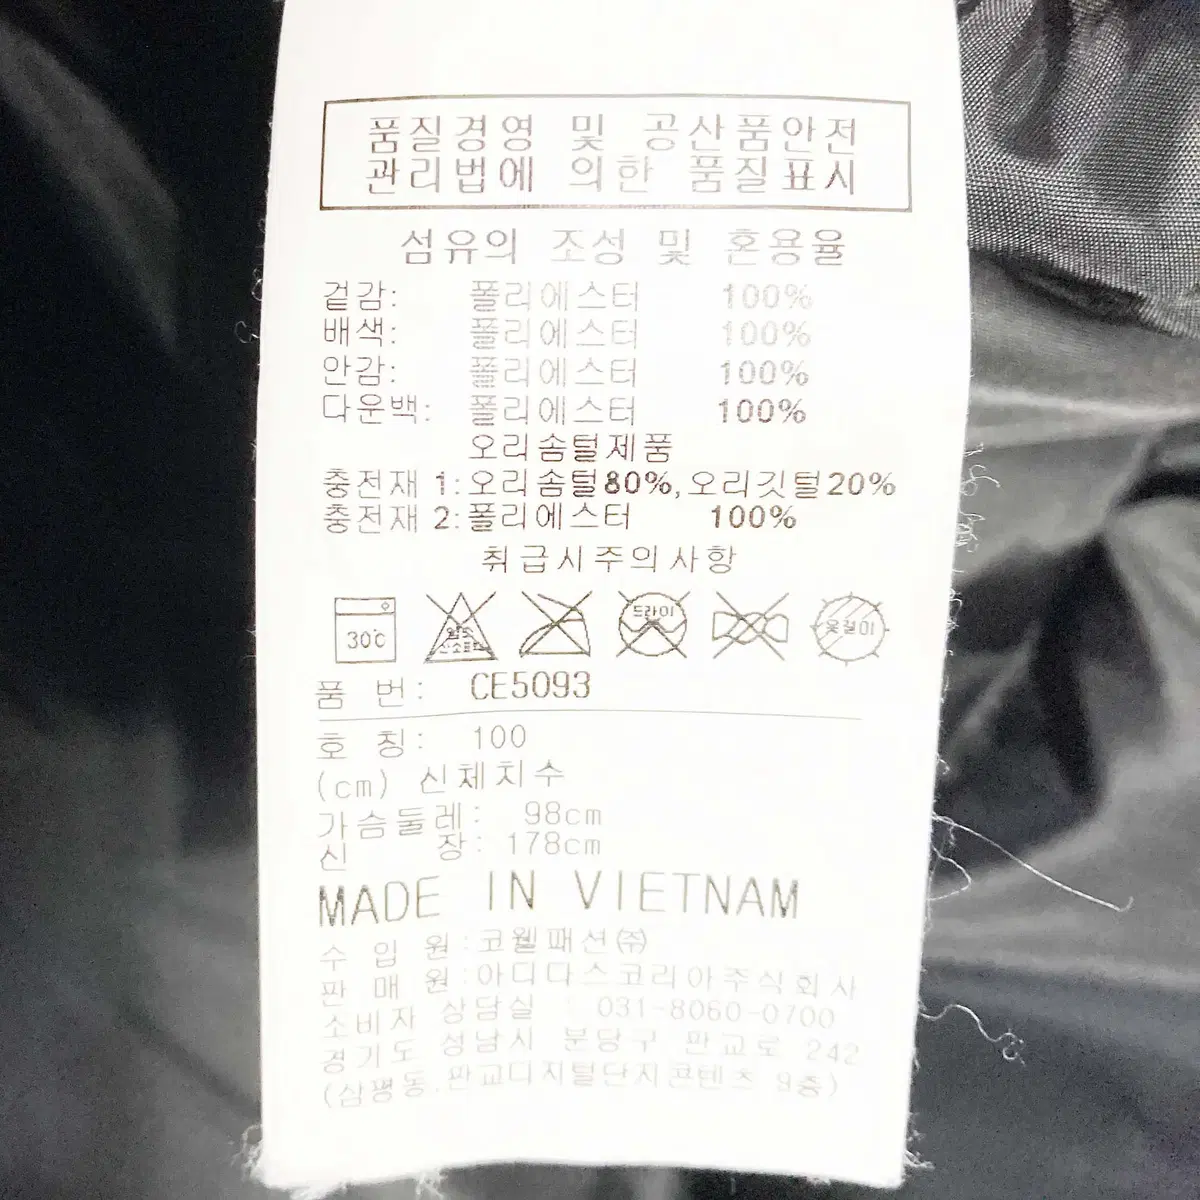 품질경영 및 공산품안전
관리법에 의한 품질표시
섬유의 조성 및 혼용율
겉감: 폴리에스터 100%
배색: 폴리에스터 100%
안감: 폴리에스터 100%
다운백: 폴리에스터 100%
오리솜털제품
충전재 1:오리솜털80%,오리깃털20%
충전재 2:폴리에스터 100%
취급시주의사항
30℃ 염소 산소표백 드라이 옷걸이
품 번: CE5093
호 칭: 100
(cm) 신체치수
가슴둘레: 98cm
신 장: 178cm
MADE IN VIETNAM
수 입 원:코웰패션㈜
판 매 원:아디다스코리아주식회사
소비자 상담실 : 031-8060-0700
경기도 성남시 분당구 판교로 242
(삼평동.판교디지털단지콘텐츠 9층)